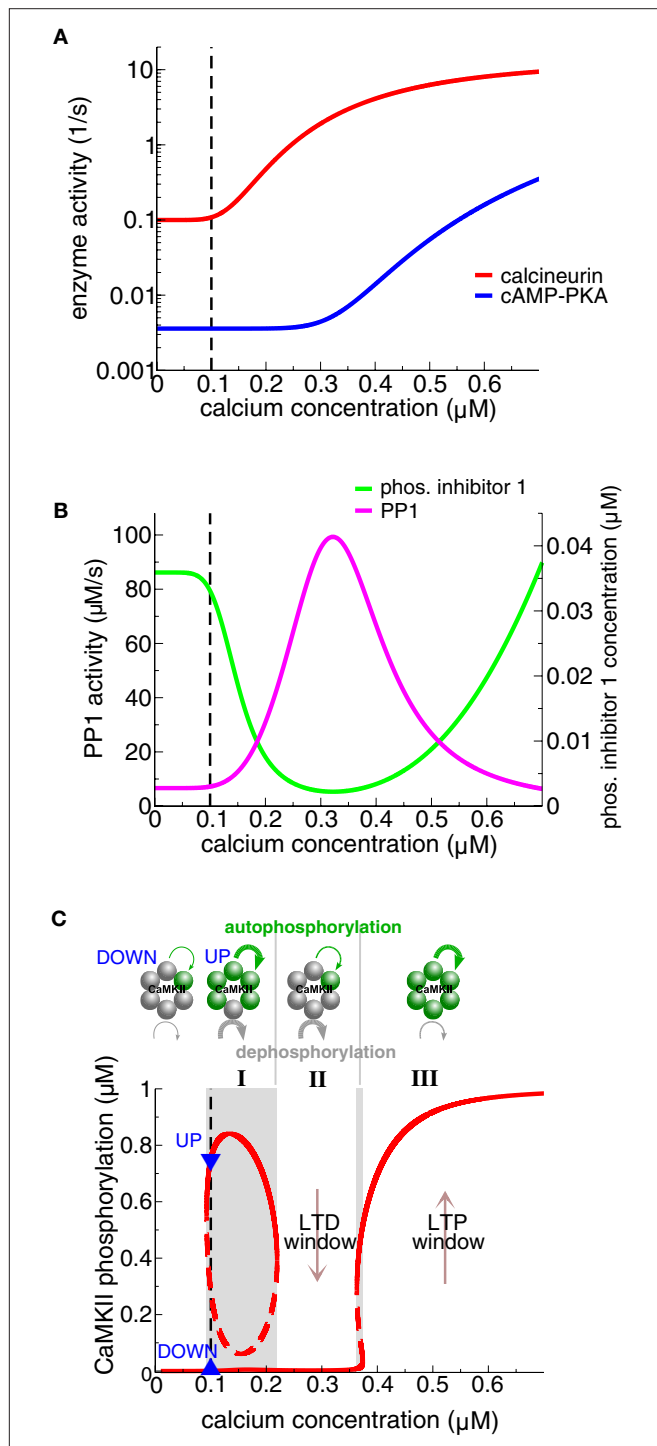 A
enzyme activity (1/s)
10
1
0.1
0.01
0.001
calcineurin
cAMP-PKA
0 0.1 0.2 0.3 0.4 0.5 0.6
calcium concentration (µM)
B
phos. inhibitor 1
PP1
PP1 activity (µM/s)
100
80
60
40
20
0
phos. inhibitor 1 concentration (µM)
0.04
0.03
0.02
0.01
0
0 0.1 0.2 0.3 0.4 0.5 0.6
calcium concentration (µM)
C
autophosphorylation
DOWN UP
CaMKII CaMKII CaMKII CaMKII
dephosphorylation
I II III
CaMKII phosphorylation (µM)
1
0.8
0.6
0.4
0.2
0
UP
LTD
window
LTP
window
DOWN
0 0.1 0.2 0.3 0.4 0.5 0.6
calcium concentration (µM)